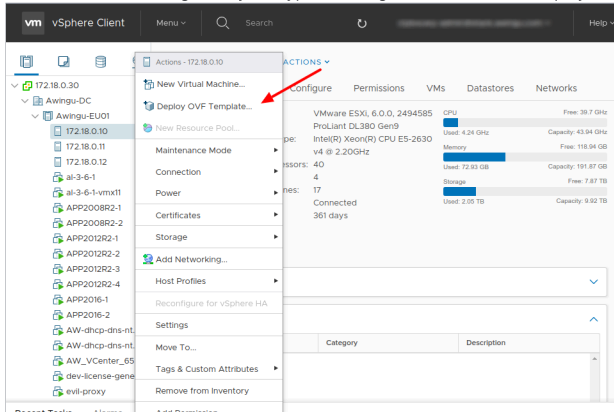 vm vSphere Client Menu Search Help
Actions - 172.18.0.10
ACTIONS
172.18.0.30
Awingu-DC
Awingu-EU01
172.18.0.10
172.18.0.11
172.18.0.12
al-3-6-1
al-3-6-1-vmx11
APP2008R2-1
APP2008R2-2
APP2012R2-1
APP2012R2-2
APP2012R2-3
APP2012R2-4
APP2016-1
APP2016-2
AW-dhcp-dns-nt.
AW-dhcp-dns-nt.
AW_VCenter_65
dev-license-gene
evil-proxy
New Virtual Machine...
Deploy OVF Template...
New Resource Pool...
Maintenance Mode
Connection
Power
Certificates
Storage
Add Networking...
Host Profiles
Reconfigure for vSphere HA
Settings
Move To...
Tags & Custom Attributes
Remove from Inventory
Add Permission
Permissions VMs Datastores Networks
VMware ESXi, 6.0.0, 2494585
ProLiant DL380 Gen9
Intel(R) Xeon(R) CPU E5-2630
v4 @ 2.20GHz
40
4
17
Connected
361 days
CPU Free: 39.7 GHz
Used: 4.24 GHz Capacity: 43.94 GHz
Memory Free: 118.94 GB
Used: 72.93 GB Capacity: 191.87 GB
Storage Free: 7.87 TB
Used: 2.05 TB Capacity: 9.92 TB
Category Description
Recent Tasks Alarms